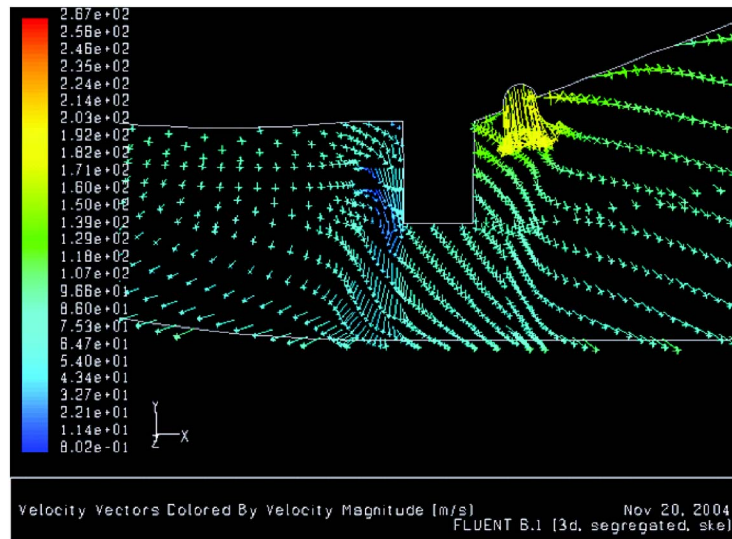 2.67e+02
2.56e+02
2.46e+02
2.35e+02
2.24e+02
2.14e+02
2.03e+02
1.92e+02
1.82e+02
1.71e+02
1.60e+02
1.50e+02
1.39e+02
1.29e+02
1.18e+02
1.07e+02
9.66e+01
8.60e+01
7.53e+01
6.47e+01
5.40e+01
4.34e+01
3.27e+01
2.21e+01
1.14e+01
8.02e-01
Y
Z X
Velocity Vectors Colored By Velocity Magnitude (m/s) Nov 20, 2004
FLUENT 6.1 (3d, segregated, ske)